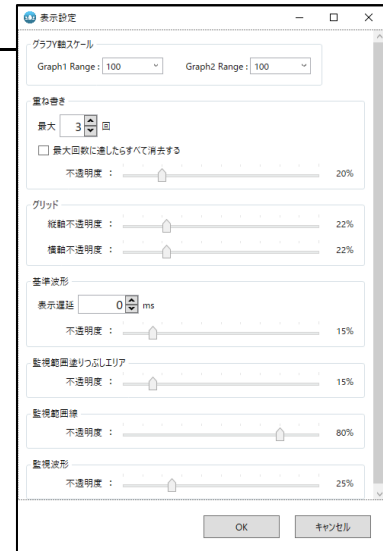 表示設定
グラフY軸スケール
Graph1 Range : 100 Graph2 Range : 100
重ね書き
最大 3 回
最大回数に達したらすべて消去する
不透明度 : 20%
グリッド
縦軸不透明度 : 22%
横軸不透明度 : 22%
基準波形
表示遅延 0 ms
不透明度 : 15%
監視範囲塗りつぶしエリア
不透明度 : 15%
監視範囲線
不透明度 : 80%
監視波形
不透明度 : 25%
OK キャンセル